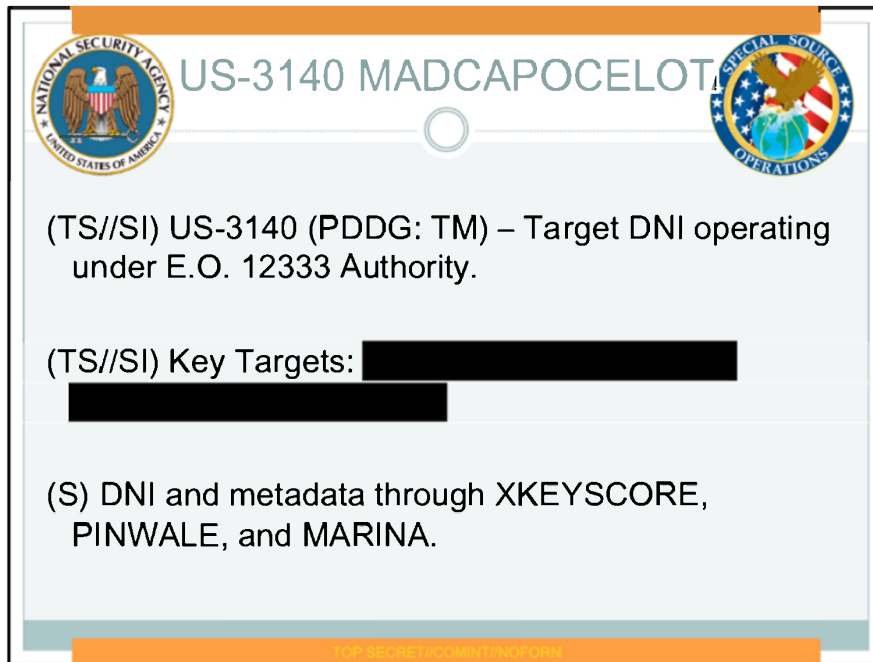 NATIONAL SECURITY AGENCY
UNITED STATES OF AMERICA
US-3140 MADCAPOCELOT
SPECIAL SOURCE
OPERATIONS
(TS//SI) US-3140 (PDDG: TM) – Target DNI operating
under E.O. 12333 Authority.
(TS//SI) Key Targets:
(S) DNI and metadata through XKEYSCORE,
PINWALE, and MARINA.
TOP SECRET//COMINT//NOFORN